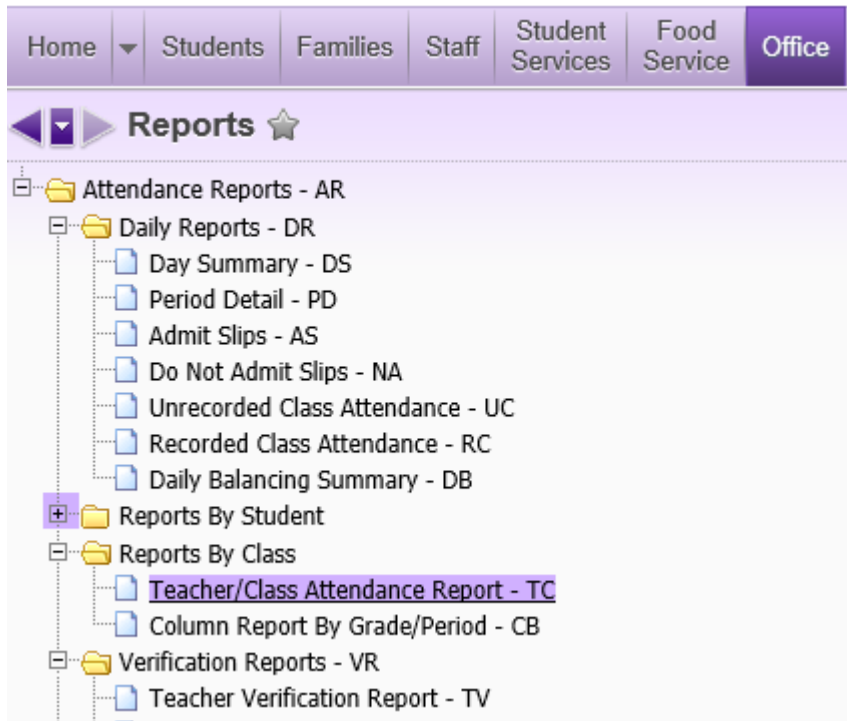 Home Students Families Staff Student Services Food Service Office
Reports
Attendance Reports - AR
Daily Reports - DR
Day Summary - DS
Period Detail - PD
Admit Slips - AS
Do Not Admit Slips - NA
Unrecorded Class Attendance - UC
Recorded Class Attendance - RC
Daily Balancing Summary - DB
Reports By Student
Reports By Class
Teacher/Class Attendance Report - TC
Column Report By Grade/Period - CB
Verification Reports - VR
Teacher Verification Report - TV